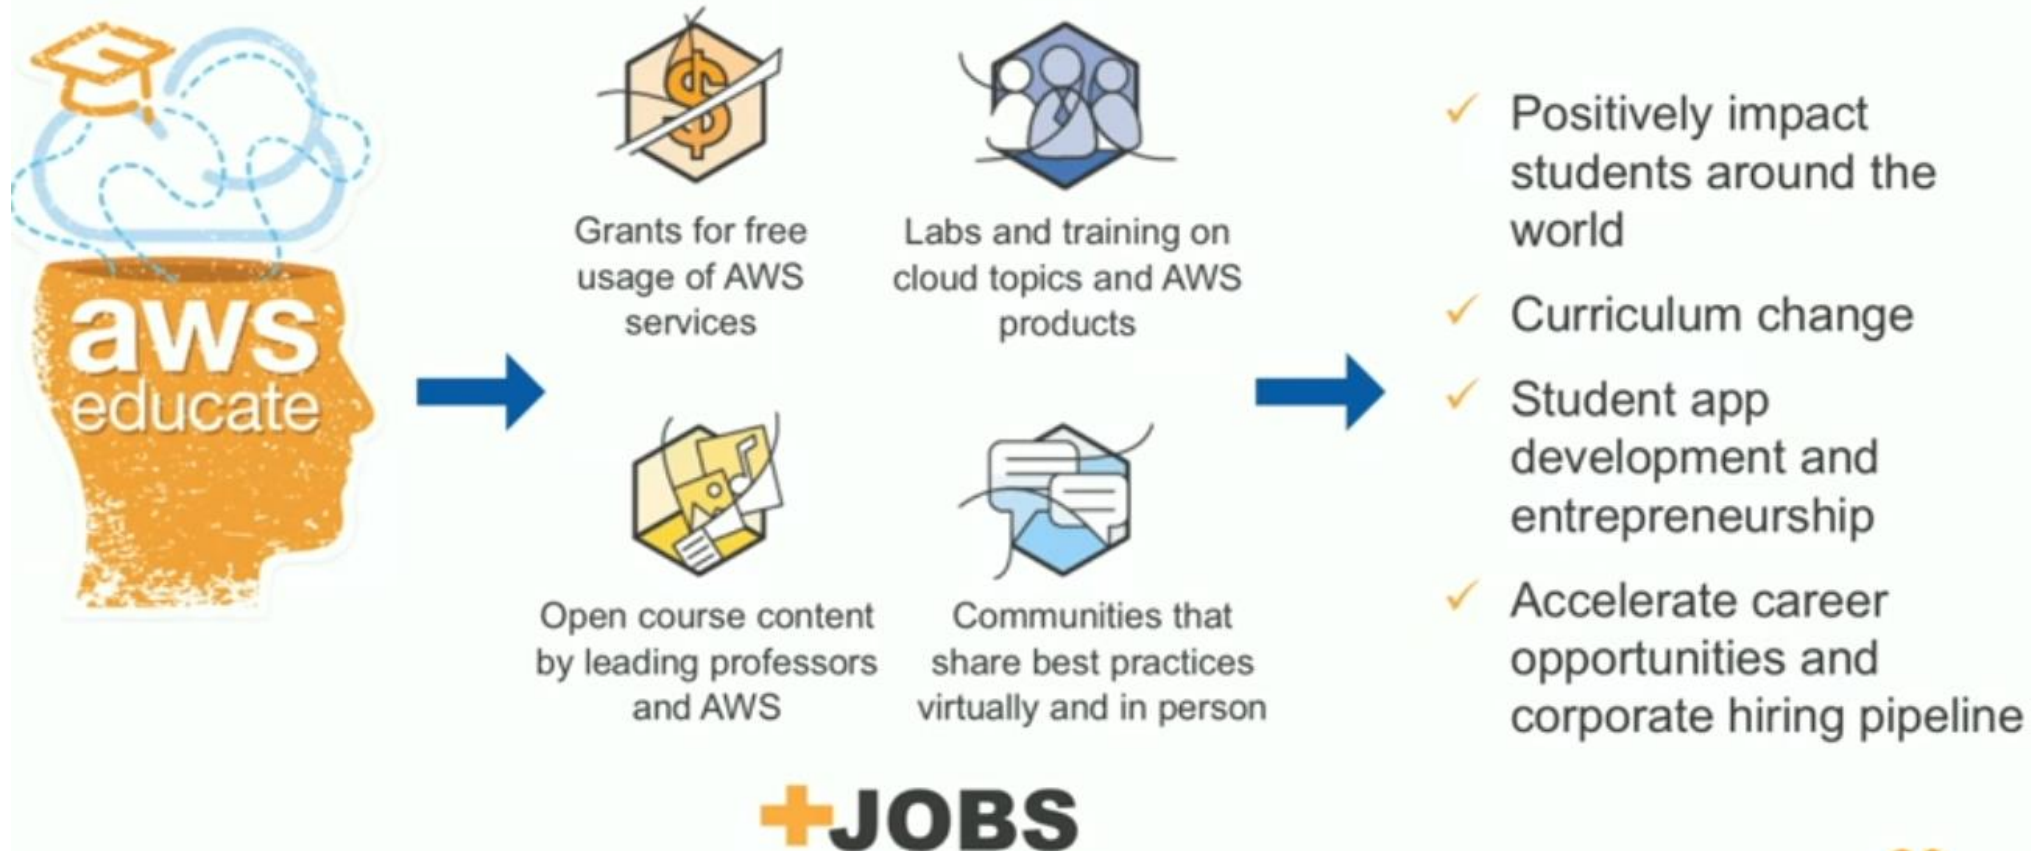 aws
educate
Grants for free
usage of AWS
services
Labs and training on
cloud topics and AWS
products
Open course content
by leading professors
and AWS
Communities that
share best practices
virtually and in person
+JOBS
Positively impact
students around the
world
Curriculum change
Student app
development and
entrepreneurship
Accelerate career
opportunities and
corporate hiring pipeline